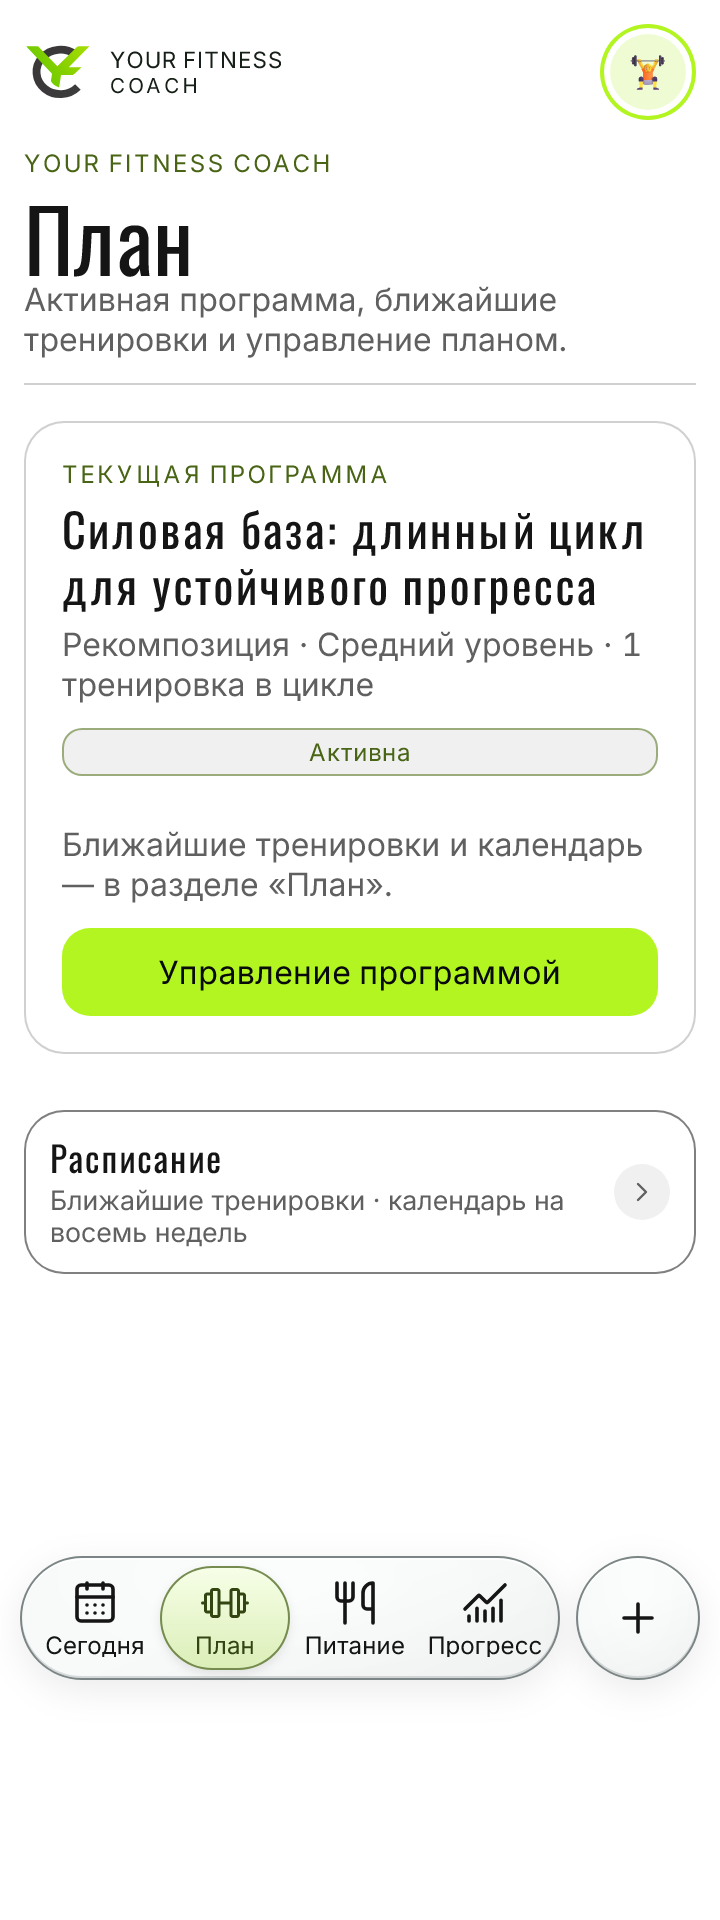 YOUR FITNESS
COACH
YOUR FITNESS COACH
План
Активная программа, ближайшие
тренировки и управление планом.
ТЕКУЩАЯ ПРОГРАММА
Силовая база: длинный цикл
для устойчивого прогресса
Рекомпозиция · Средний уровень · 1
тренировка в цикле
Активна
Ближайшие тренировки и календарь
— в разделе «План».
Управление программой
Расписание
Ближайшие тренировки · календарь на
восемь недель
Сегодня
План
Питание
Прогресс